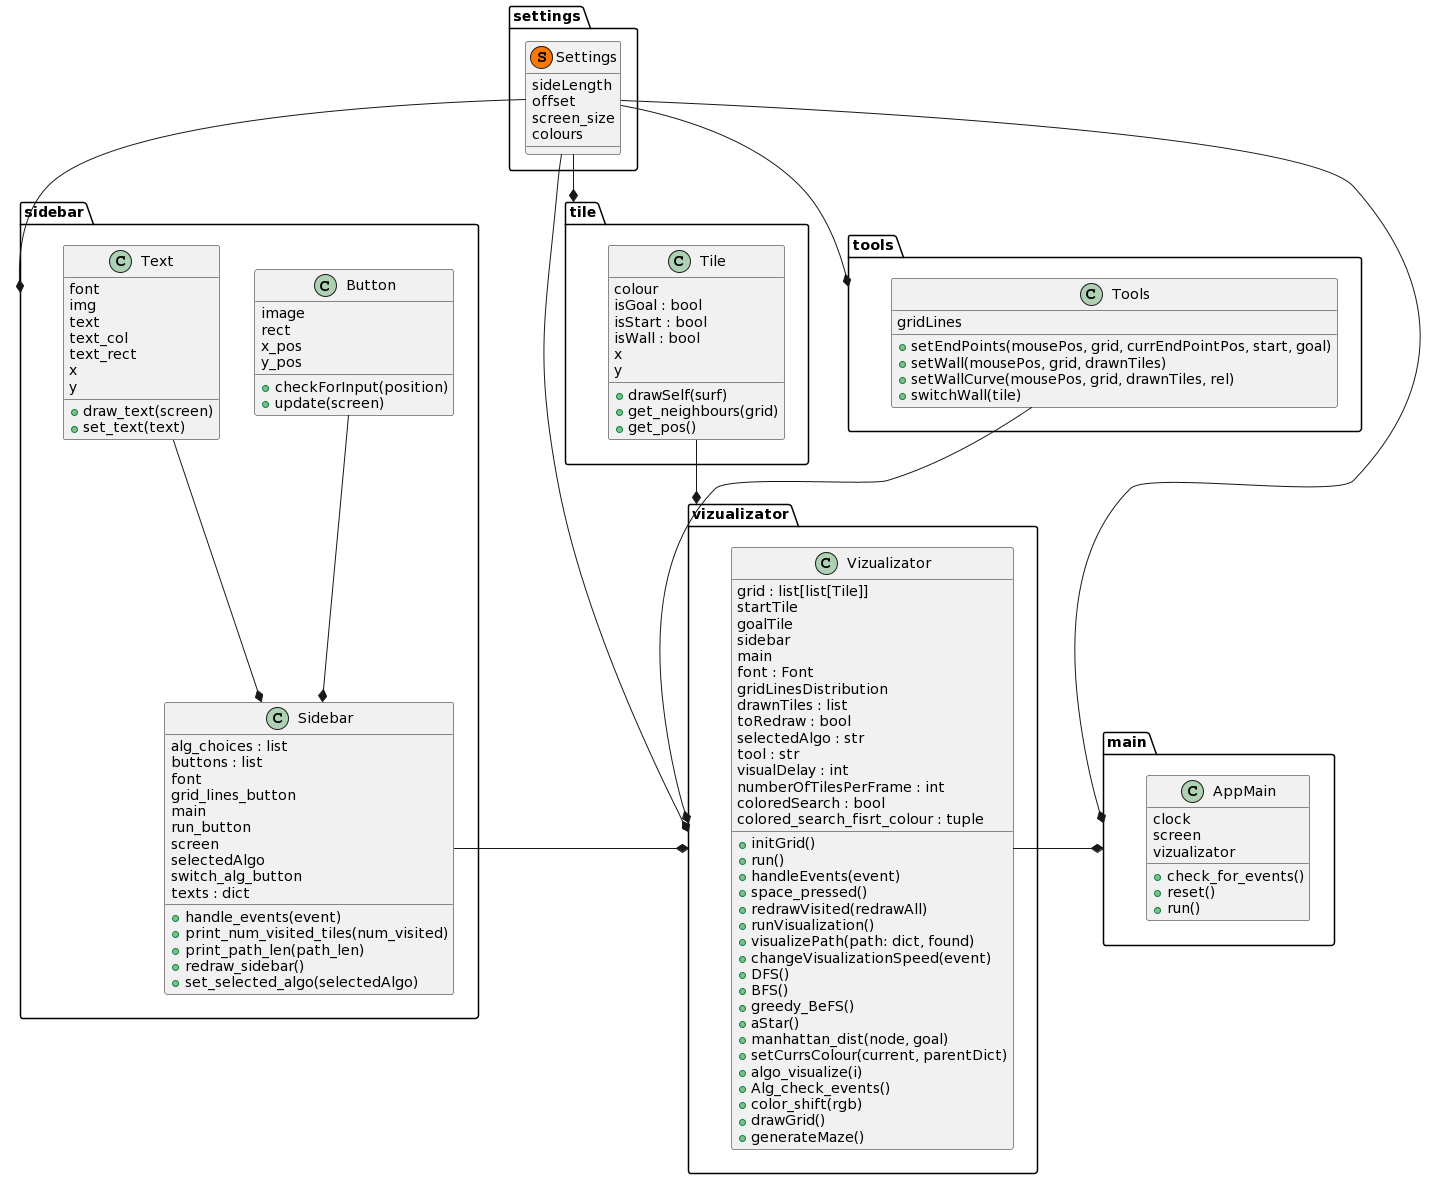 settings
S Settings
sideLength
offset
screen_size
colours
sidebar
C Text
font
img
text
text_col
text_rect
x
y
draw_text(screen)
set_text(text)
C Button
image
rect
x_pos
y_pos
checkForInput(position)
update(screen)
C Sidebar
alg_choices : list
buttons : list
font
grid_lines_button
main
run_button
screen
selectedAlgo
switch_alg_button
texts : dict
handle_events(event)
print_num_visited_tiles(num_visited)
print_path_len(path_len)
redraw_sidebar()
set_selected_algo(selectedAlgo)
tile
C Tile
colour
isGoal : bool
isStart : bool
isWall : bool
x
y
drawSelf(surf)
get_neighbours(grid)
get_pos()
tools
C Tools
gridLines
setEndPoints(mousePos, grid, currEndPointPos, start, goal)
setWall(mousePos, grid, drawnTiles)
setWallCurve(mousePos, grid, drawnTiles, rel)
switchWall(tile)
vizualizator
C Vizualizator
grid : list[list[Tile]]
startTile
goalTile
sidebar
main
font : Font
gridLinesDistribution
drawnTiles : list
toRedraw : bool
selectedAlgo : str
tool : str
visualDelay : int
numberOfTilesPerFrame : int
coloredSearch : bool
colored_search_fisrt_colour : tuple
initGrid()
run()
handleEvents(event)
space_pressed()
redrawVisited(redrawAll)
runVisualization()
visualizePath(path: dict, found)
changeVisualizationSpeed(event)
DFS()
BFS()
greedy_BeFS()
aStar()
manhattan_dist(node, goal)
setCurrsColour(current, parentDict)
algo_visualize(i)
Alg_check_events()
color_shift(rgb)
drawGrid()
generateMaze()
main
C AppMain
clock
screen
vizualizator
check_for_events()
reset()
run()